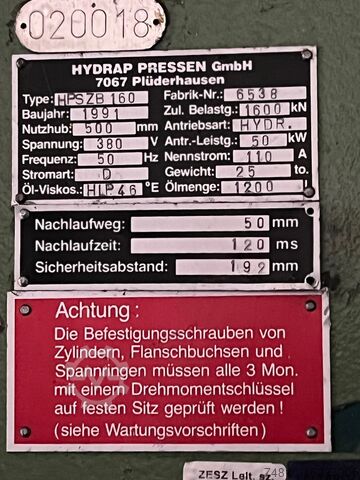 020018
HYDRAP PRESSEN GmbH
7067 Plüderhausen
Type: HPSZB 160 Fabrik-Nr.: 6538
Baujahr: 1991 Zul. Belastg.: 1600 kN
Nutzhub: 500 mm Antriebsart: HYDR.
Spannung: 380 V Antr.-Leistg.: 50 kW
Frequenz: 50 Hz Nennstrom: 110 A
Stromart: D Gewicht: 25 to.
Öl-Viskos.: HLP46 °E Ölmenge: 1200 l
Nachlaufweg: 50 mm
Nachlaufzeit: 120 ms
Sicherheitsabstand: 192 mm
Achtung :
Die Befestigungsschrauben von
Zylindern, Flanschbuchsen und
Spannringen müssen alle 3 Mon.
mit einem Drehmomentschlüssel
auf festen Sitz geprüft werden !
(siehe Wartungsvorschriften)
ZESZ Leit. sz.